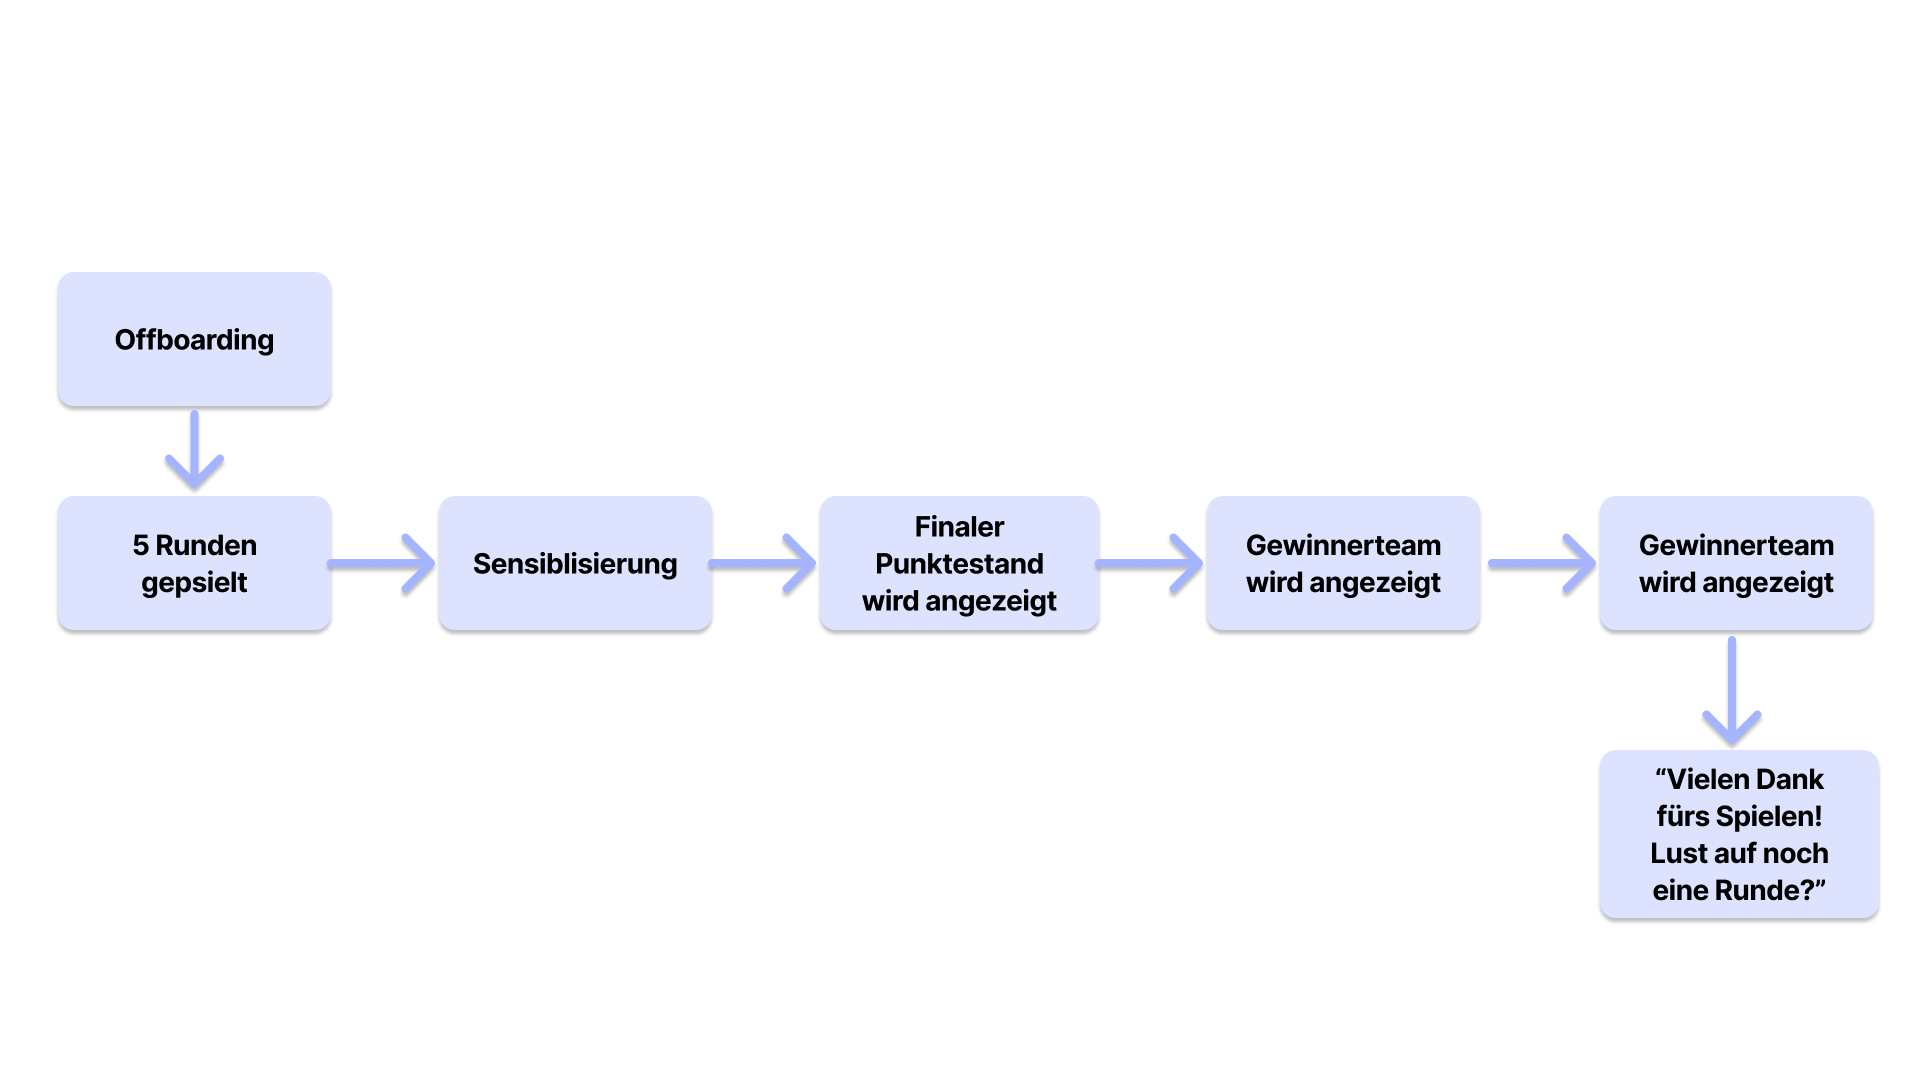 Offboarding
5 Runden
gepsielt
Sensiblisierung
Finaler
Punktestand
wird angezeigt
Gewinnerteam
wird angezeigt
Gewinnerteam
wird angezeigt
“Vielen Dank
fürs Spielen!
Lust auf noch
eine Runde?”